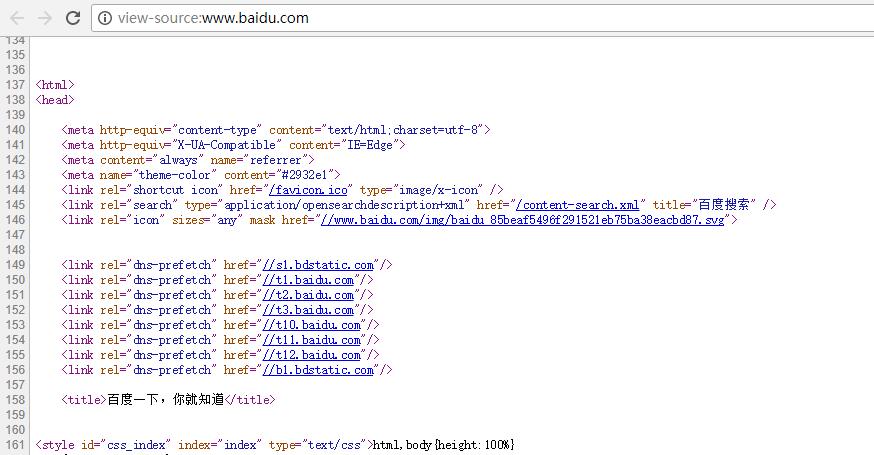 view-source:www.baidu.com
134
135
136
137 <html>
138 <head>
139
140 <meta http-equiv="content-type" content="text/html;charset=utf-8">
141 <meta http-equiv="X-UA-Compatible" content="IE=Edge">
142 <meta content="always" name="referrer">
143 <meta name="theme-color" content="#2932e1">
144 <link rel="shortcut icon" href="/favicon.ico" type="image/x-icon" />
145 <link rel="search" type="application/opensearchdescription+xml" href="/content-search.xml" title="百度搜索" />
146 <link rel="icon" sizes="any" mask href="//www.baidu.com/img/baidu_85beaf5496f291521eb75ba38eacbd87.svg">
147
148
149 <link rel="dns-prefetch" href="//s1.bdstatic.com"/>
150 <link rel="dns-prefetch" href="//t1.baidu.com"/>
151 <link rel="dns-prefetch" href="//t2.baidu.com"/>
152 <link rel="dns-prefetch" href="//t3.baidu.com"/>
153 <link rel="dns-prefetch" href="//t10.baidu.com"/>
154 <link rel="dns-prefetch" href="//t11.baidu.com"/>
155 <link rel="dns-prefetch" href="//t12.baidu.com"/>
156 <link rel="dns-prefetch" href="//b1.bdstatic.com"/>
157
158 <title>百度一下，你就知道</title>
159
160
161 <style id="css_index" index="index" type="text/css">html,body{height:100%}